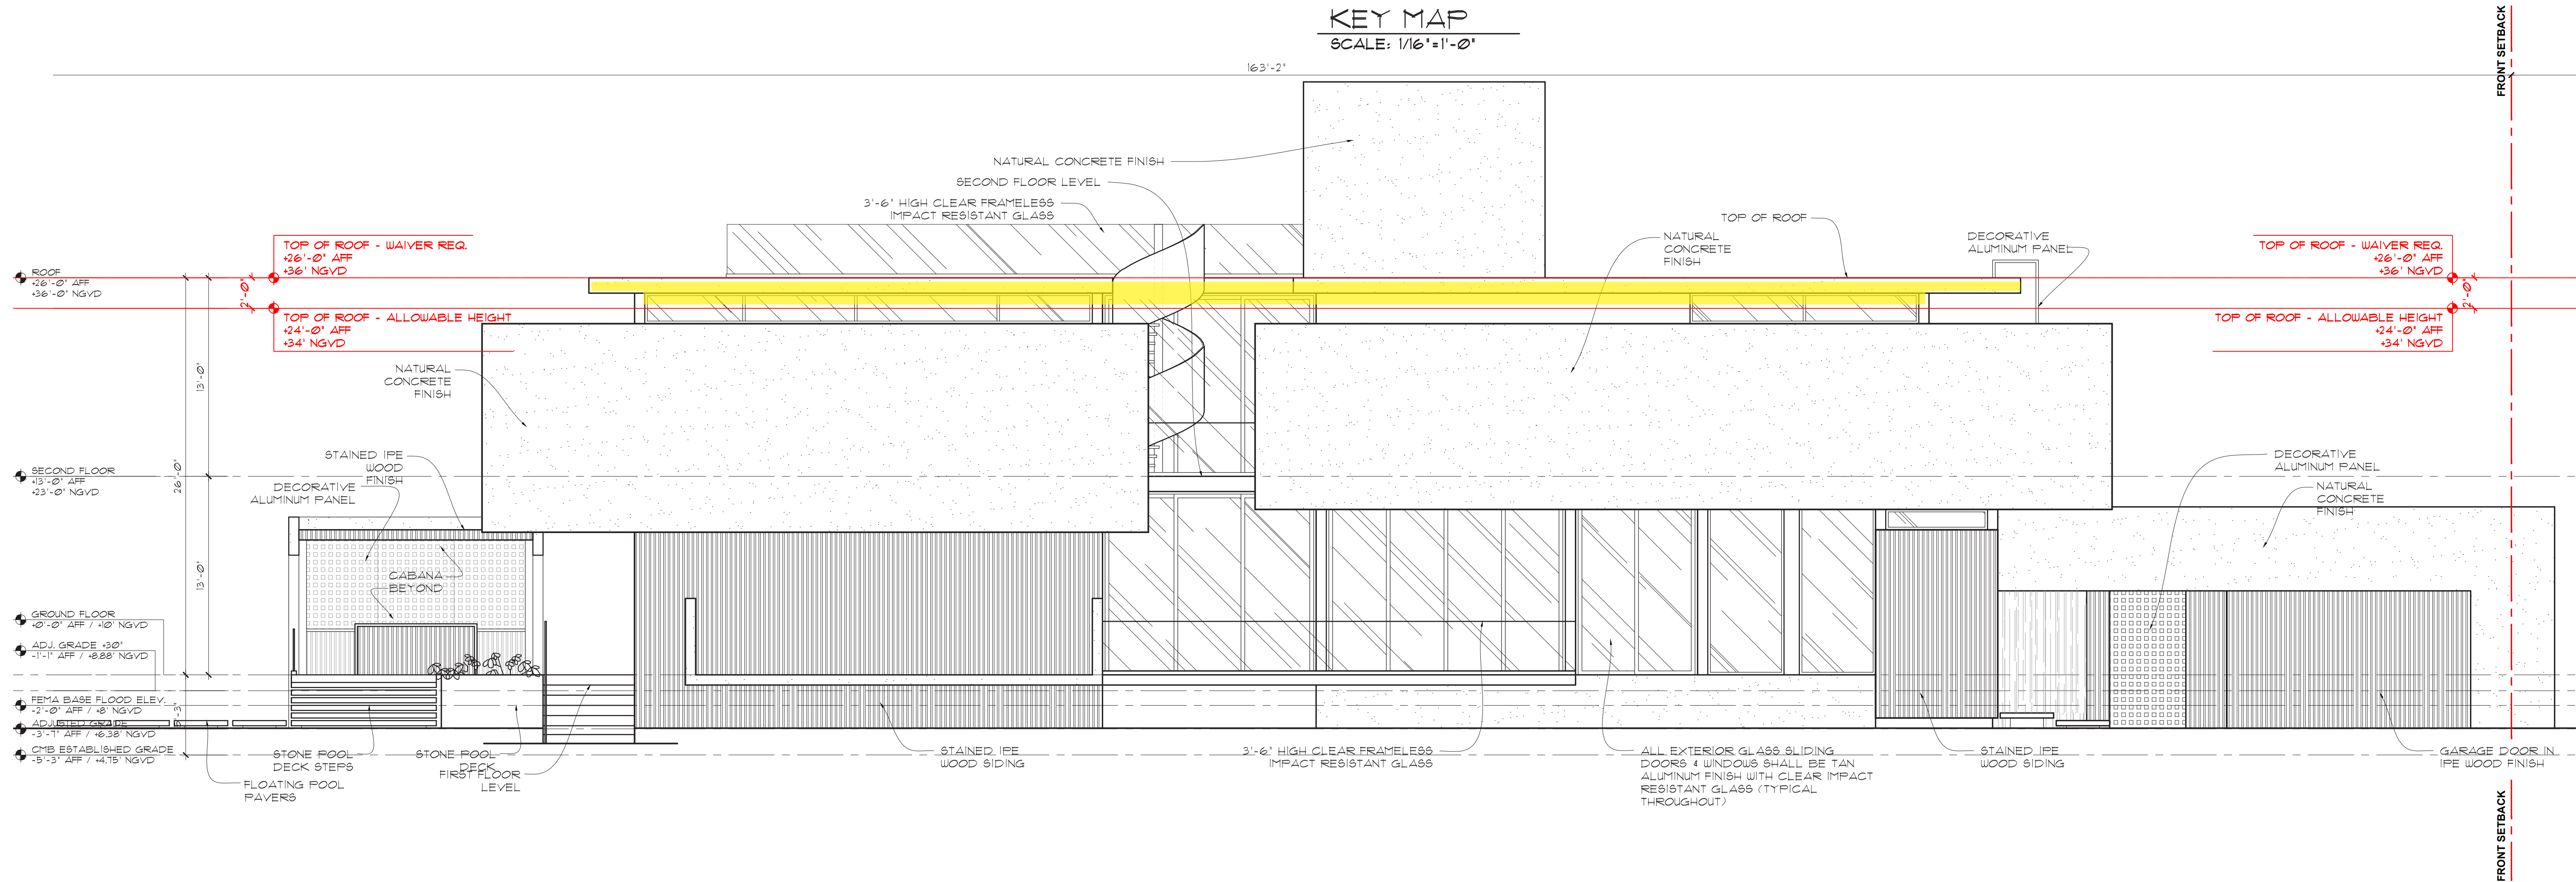 KEY MAP
SCALE: 1/16"=1'-0"
FRONT SETBACK
163'-2"
NATURAL CONCRETE FINISH
SECOND FLOOR LEVEL
3'-6" HIGH CLEAR FRAMELESS
IMPACT RESISTANT GLASS
TOP OF ROOF
NATURAL
CONCRETE
FINISH
DECORATIVE
ALUMINUM PANEL
TOP OF ROOF - WAIVER REQ.
+26'-0" AFF
+36' NGVD
TOP OF ROOF - WAIVER REQ.
+26'-0" AFF
+36' NGVD
ROOF
+26'-0" AFF
+36'-0" NGVD
2'-0"
2'-0"
TOP OF ROOF - ALLOWABLE HEIGHT
+24'-0" AFF
+34' NGVD
TOP OF ROOF - ALLOWABLE HEIGHT
+24'-0" AFF
+34' NGVD
13'-0"
NATURAL
CONCRETE
FINISH
26'-0"
SECOND FLOOR
+13'-0" AFF
+23'-0" NGVD
STAINED IPE
WOOD
FINISH
DECORATIVE
ALUMINUM PANEL
DECORATIVE
ALUMINUM PANEL
NATURAL
CONCRETE
FINISH
13'-0"
CABANA
BEYOND
GROUND FLOOR
+0'-0" AFF / +10' NGVD
ADJ. GRADE +30"
-1'-1" AFF / +8.88' NGVD
FEMA BASE FLOOD ELEV.
-2'-0" AFF / +8' NGVD
ADJUSTED GRADE
-3'-7" AFF / +6.38' NGVD
CMB ESTABLISHED GRADE
-5'-3" AFF / +4.75' NGVD
FLOATING POOL
PAVERS
STONE POOL
DECK STEPS
STONE POOL
DECK
FIRST FLOOR
LEVEL
STAINED IPE
WOOD SIDING
3'-6" HIGH CLEAR FRAMELESS
IMPACT RESISTANT GLASS
ALL EXTERIOR GLASS SLIDING
DOORS & WINDOWS SHALL BE TAN
ALUMINUM FINISH WITH CLEAR IMPACT
RESISTANT GLASS (TYPICAL
THROUGHOUT)
STAINED IPE
WOOD SIDING
GARAGE DOOR IN
IPE WOOD FINISH
FRONT SETBACK